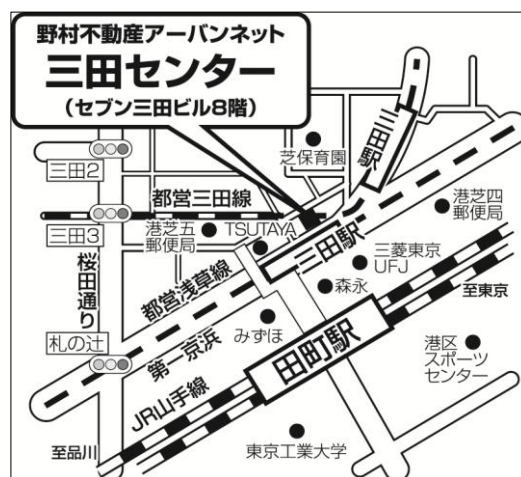 野村不動産アーバンネット
三田センター
(セブン三田ビル8階)
三田駅
芝保育園
三田2
都営三田線
港芝四
郵便局
三田3
港芝五
郵便局
TSUTAYA
三田駅
三菱東京
UFJ
桜田通り
都営浅草線
森永
至東京
札の辻
第一京浜
みずほ
田町駅
港区
スポーツ
センター
JR山手線
至品川
東京工業大学